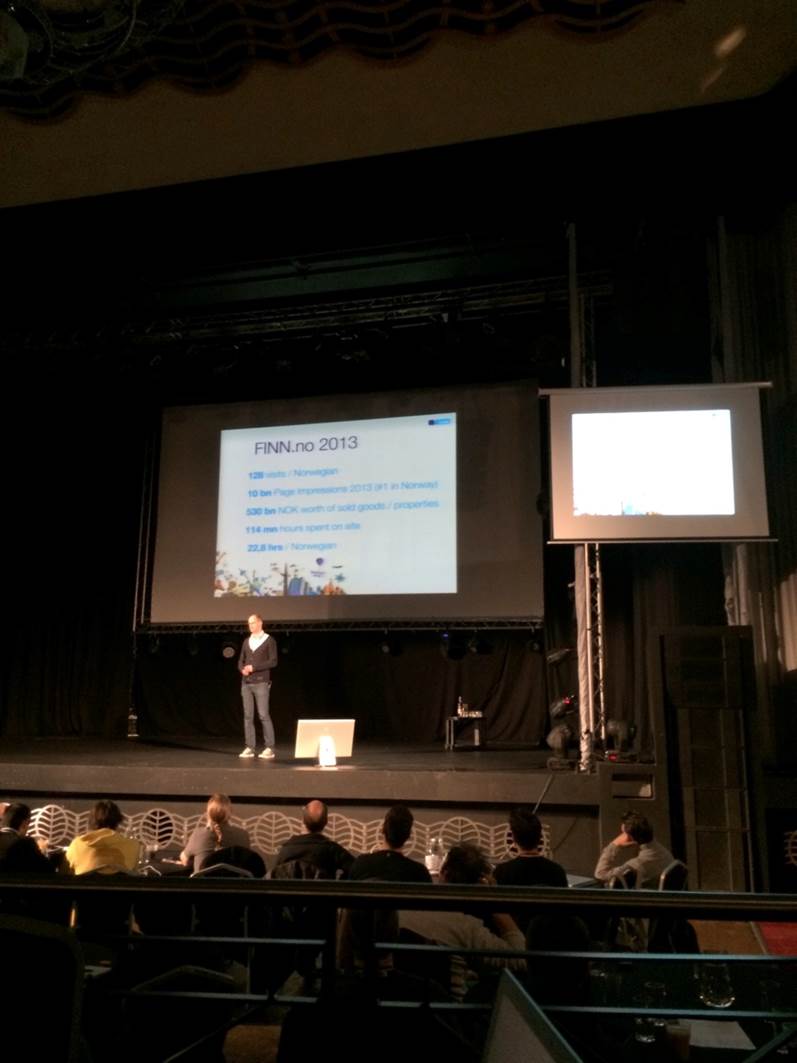 FINN.no 2013
128 visits / Norwegian
10 bn Page Impressions 2013 (#1 in Norway)
530 bn NOK worth of sold goods / properties
114 mn hours spent on site
22,8 hrs / Norwegian